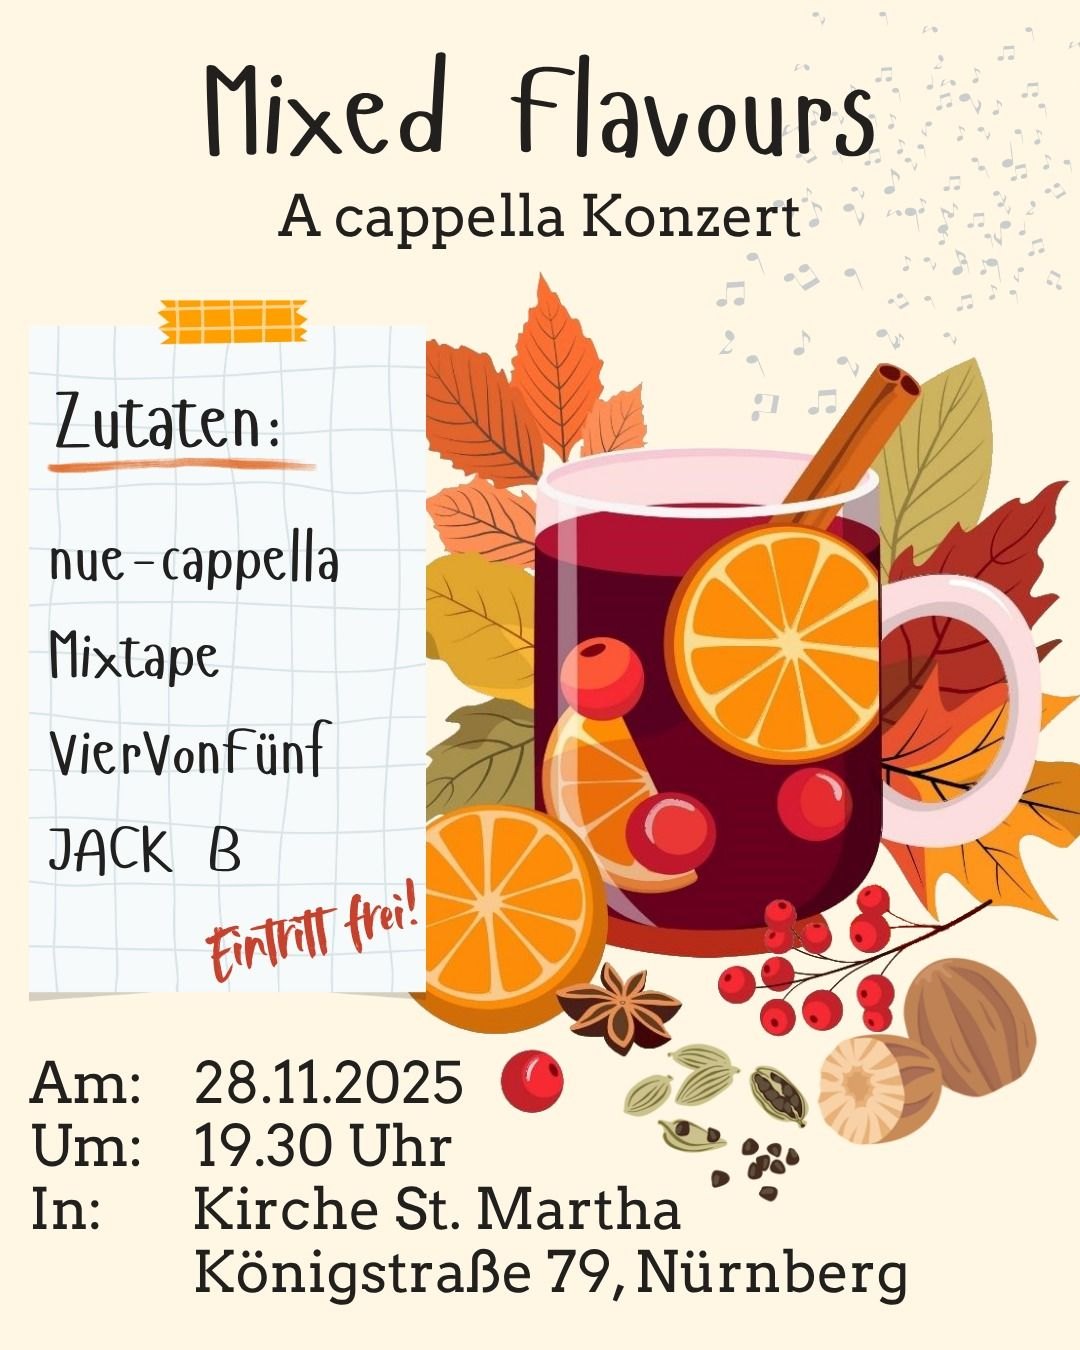 Mixed Flavours
A cappella Konzert
Zutaten:
nue-cappella
Mixtape
VierVonFünf
JACK B
Eintritt frei!
Am: 28.11.2025
Um: 19.30 Uhr
In: Kirche St. Martha
Königstraße 79, Nürnberg